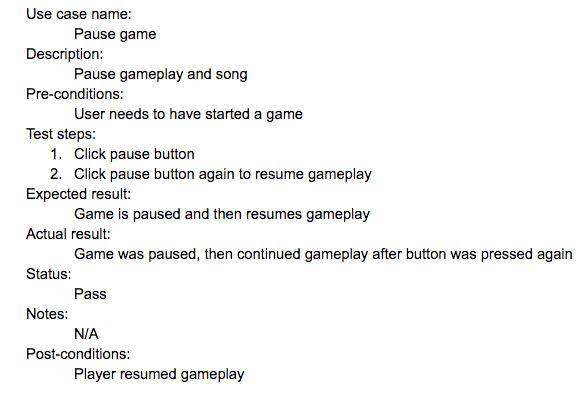 Use case name:
Pause game
Description:
Pause gameplay and song
Pre-conditions:
User needs to have started a game
Test steps:
1. Click pause button
2. Click pause button again to resume gameplay
Expected result:
Game is paused and then resumes gameplay
Actual result:
Game was paused, then continued gameplay after button was pressed again
Status:
Pass
Notes:
N/A
Post-conditions:
Player resumed gameplay